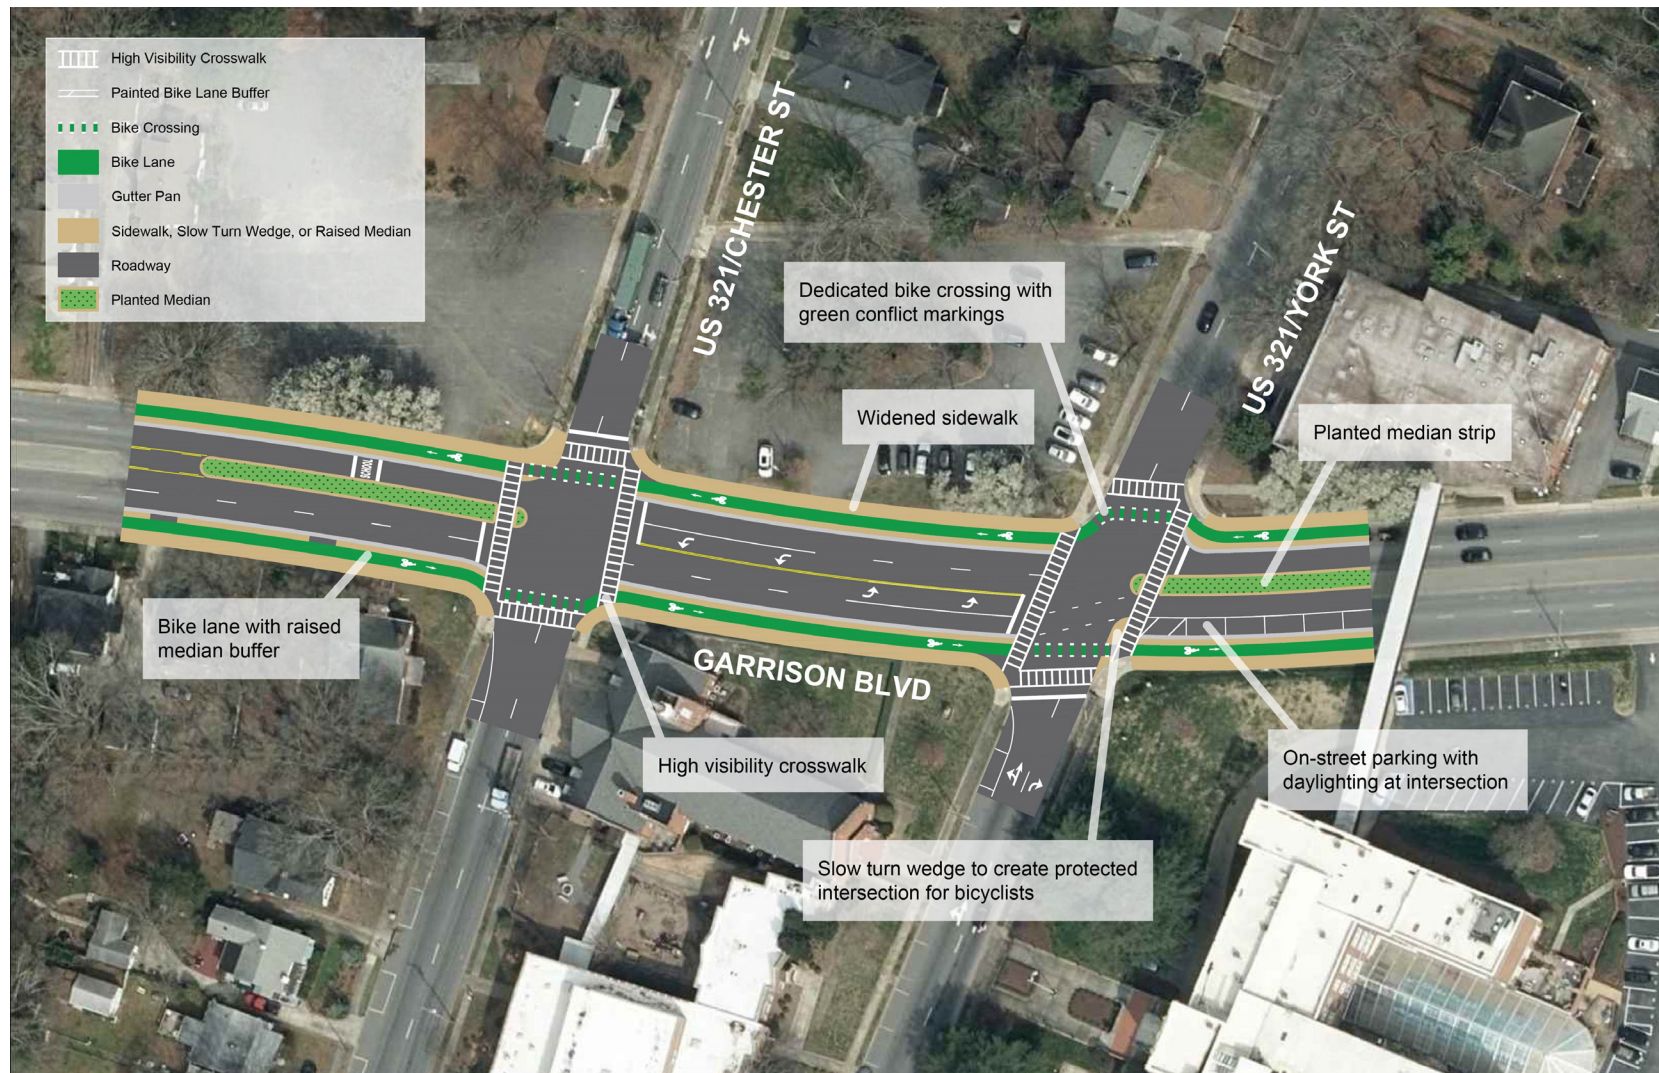 High Visibility Crosswalk
Painted Bike Lane Buffer
Bike Crossing
Bike Lane
Gutter Pan
Sidewalk, Slow Turn Wedge, or Raised Median
Roadway
Planted Median
US 321/CHESTER ST
US 321/YORK ST
Dedicated bike crossing with
green conflict markings
Widened sidewalk
Planted median strip
SCHOOL
Bike lane with raised
median buffer
GARRISON BLVD
High visibility crosswalk
On-street parking with
daylighting at intersection
Slow turn wedge to create protected
intersection for bicyclists